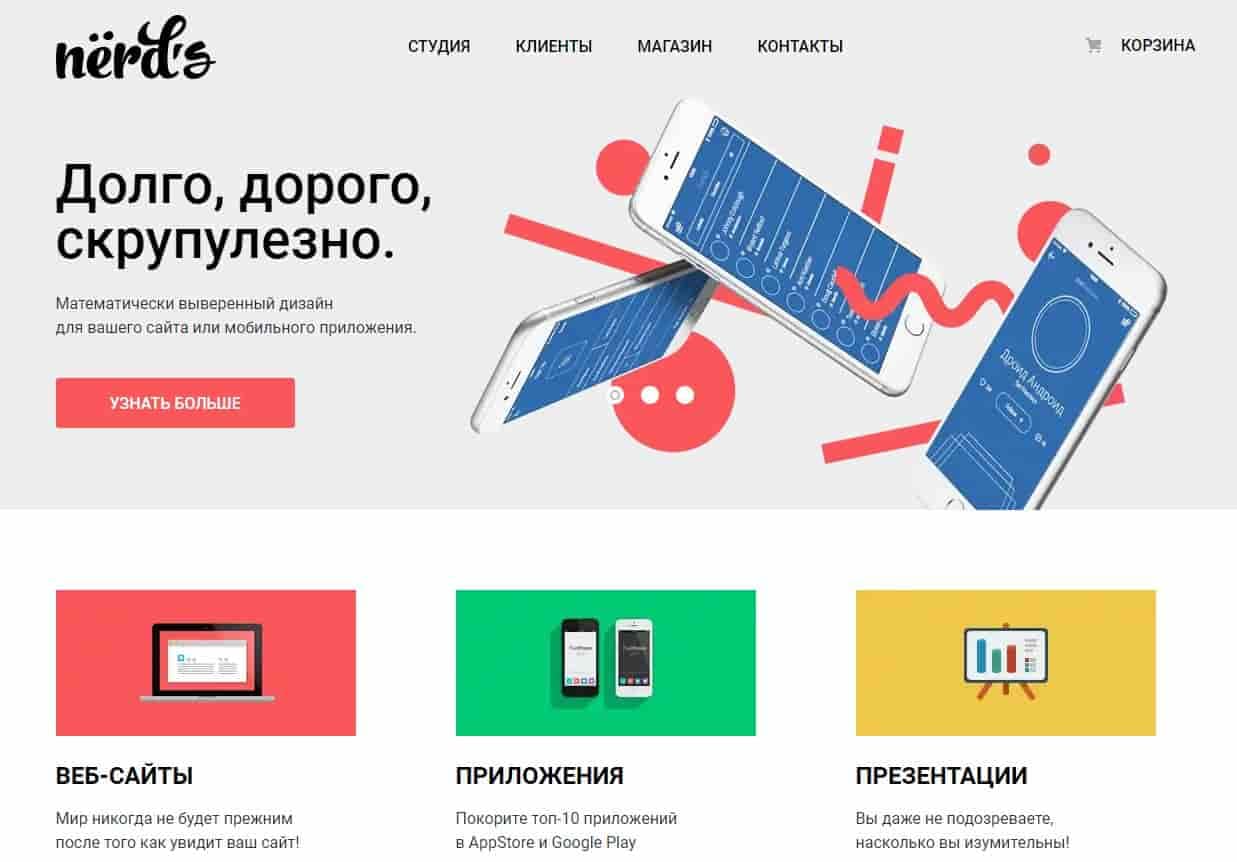 nërd's
СТУДИЯ
КЛИЕНТЫ
МАГАЗИН
КОНТАКТЫ
КОРЗИНА
Долго, дорого,
скрупулезно.
Математически выверенный дизайн
для вашего сайта или мобильного приложения.
УЗНАТЬ БОЛЬШЕ
Дроид Андроид
ВЕБ-САЙТЫ
Мир никогда не будет прежним
после того как увидит ваш сайт!
ПРИЛОЖЕНИЯ
Покорите топ-10 приложений
в AppStore и Google Play
ПРЕЗЕНТАЦИИ
Вы даже не подозреваете,
насколько вы изумительны!